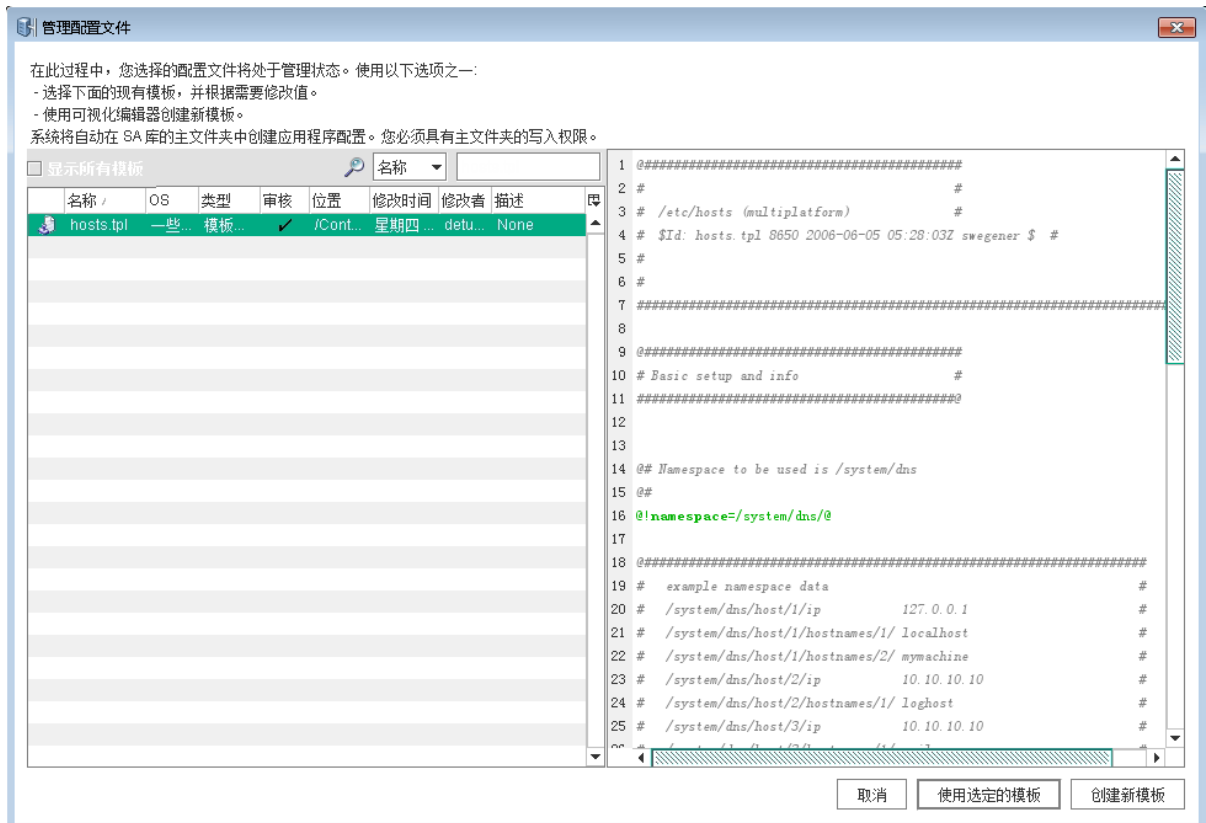 管理配置文件
在此过程中，您选择的配置文件将处于管理状态。使用以下选项之一:
- 选择下面的现有模板，并根据需要修改值。
- 使用可视化编辑器创建新模板。
系统将自动在 SA 库的主文件夹中创建应用程序配置。您必须具有主文件夹的写入权限。
显示所有模板 名称
名称 / OS 类型 审核 位置 修改时间 修改者 描述
hosts.tpl 一些... 模板... ✓ /Cont... 星期四 ... detu... None
1 @###########################################
2 # #
3 # /etc/hosts (multiplatform) #
4 # $Id: hosts.tpl 8650 2006-06-05 05:28:03Z swegener $ #
5 #
6 #
7 ########################################################################
8
9 @###########################################
10 # Basic setup and info #
11 ###########################################@
12
13
14 @# Namespace to be used is /system/dns
15 @#
16 @!namespace=/system/dns/@
17
18 @####################################################################
19 # example namespace data #
20 # /system/dns/host/1/ip 127.0.0.1 #
21 # /system/dns/host/1/hostnames/1/ localhost #
22 # /system/dns/host/1/hostnames/2/ mymachine #
23 # /system/dns/host/2/ip 10.10.10.10 #
24 # /system/dns/host/2/hostnames/1/ loghost #
25 # /system/dns/host/3/ip 10.10.10.10 #
取消 使用选定的模板 创建新模板